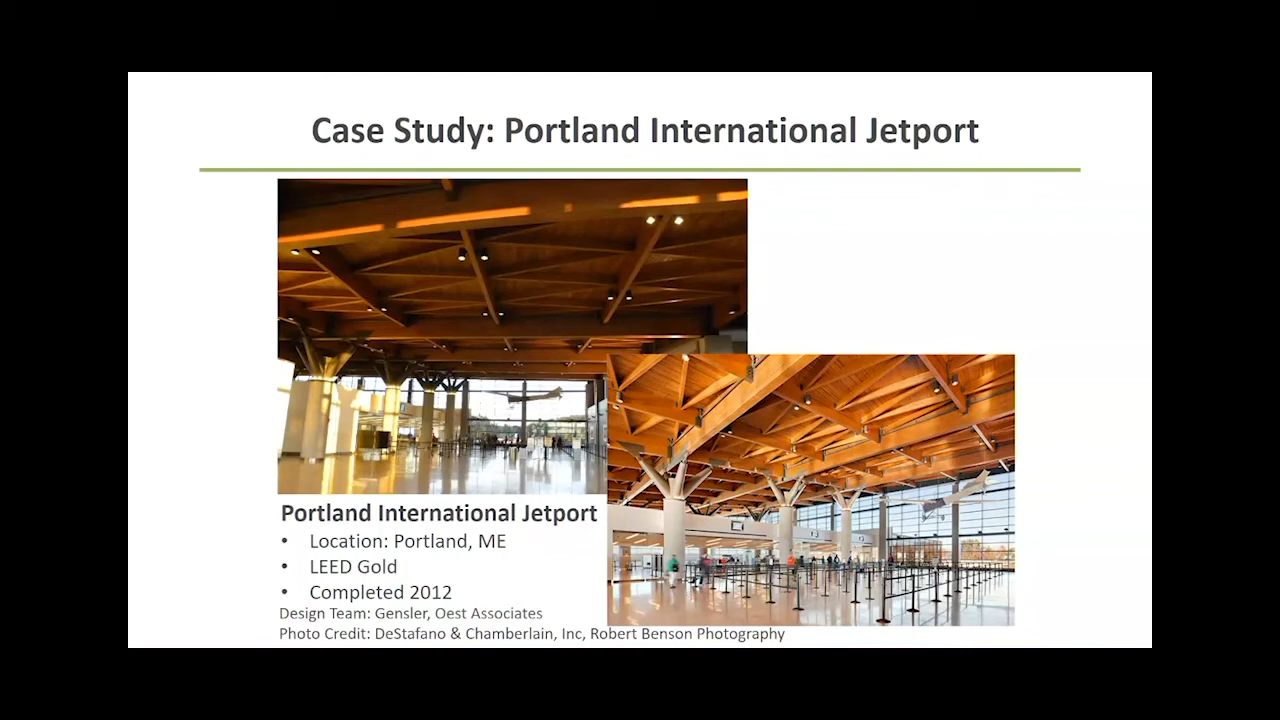 Case Study: Portland International Jetport
Portland International Jetport
• Location: Portland, ME
• LEED Gold
• Completed 2012
Design Team: Gensler, Oest Associates
Photo Credit: DeStafano & Chamberlain, Inc, Robert Benson Photography